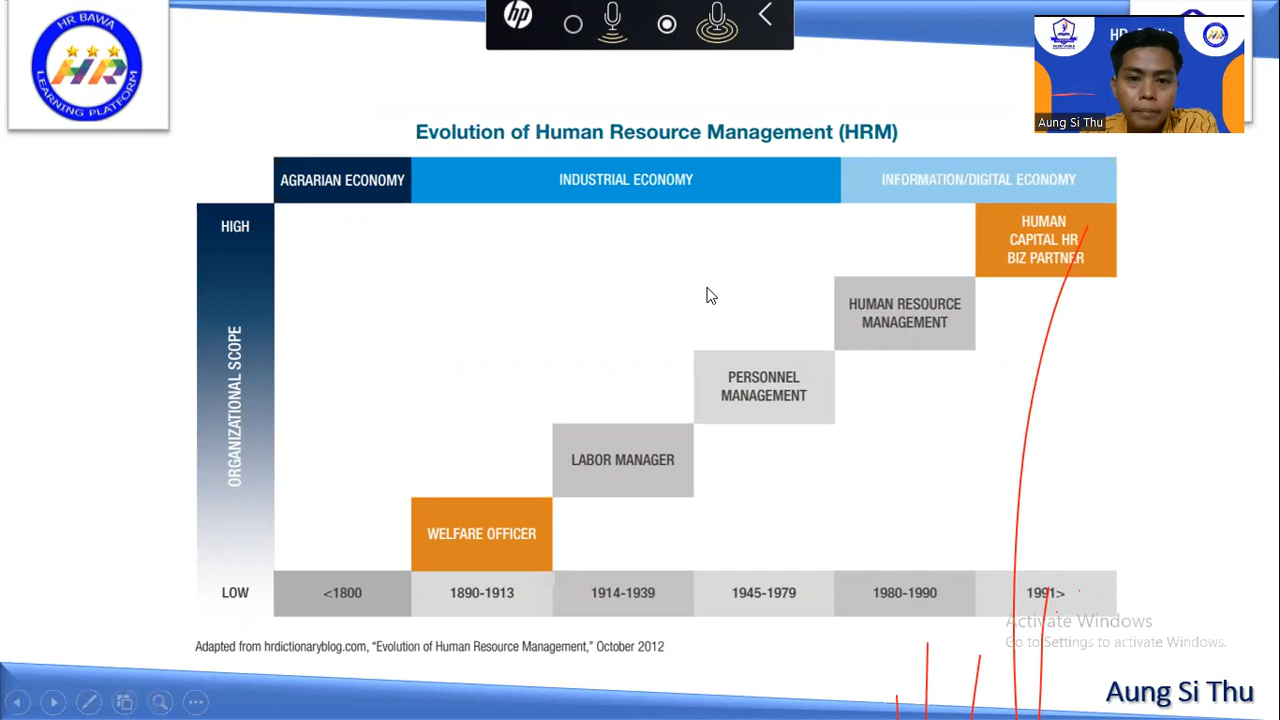 HR BAWA
HR
LEARNING PLATFORM
hp
Aung Si Thu
Evolution of Human Resource Management (HRM)
AGRARIAN ECONOMY
INDUSTRIAL ECONOMY
INFORMATION/DIGITAL ECONOMY
HIGH
ORGANIZATIONAL SCOPE
LOW
HUMAN
CAPITAL HR
BIZ PARTNER
HUMAN RESOURCE
MANAGEMENT
PERSONNEL
MANAGEMENT
LABOR MANAGER
WELFARE OFFICER
<1800
1890-1913
1914-1939
1945-1979
1980-1990
1991>
Adapted from hrdictionaryblog.com, “Evolution of Human Resource Management,” October 2012
Activate Windows
Go to Settings to activate Windows.
Aung Si Thu